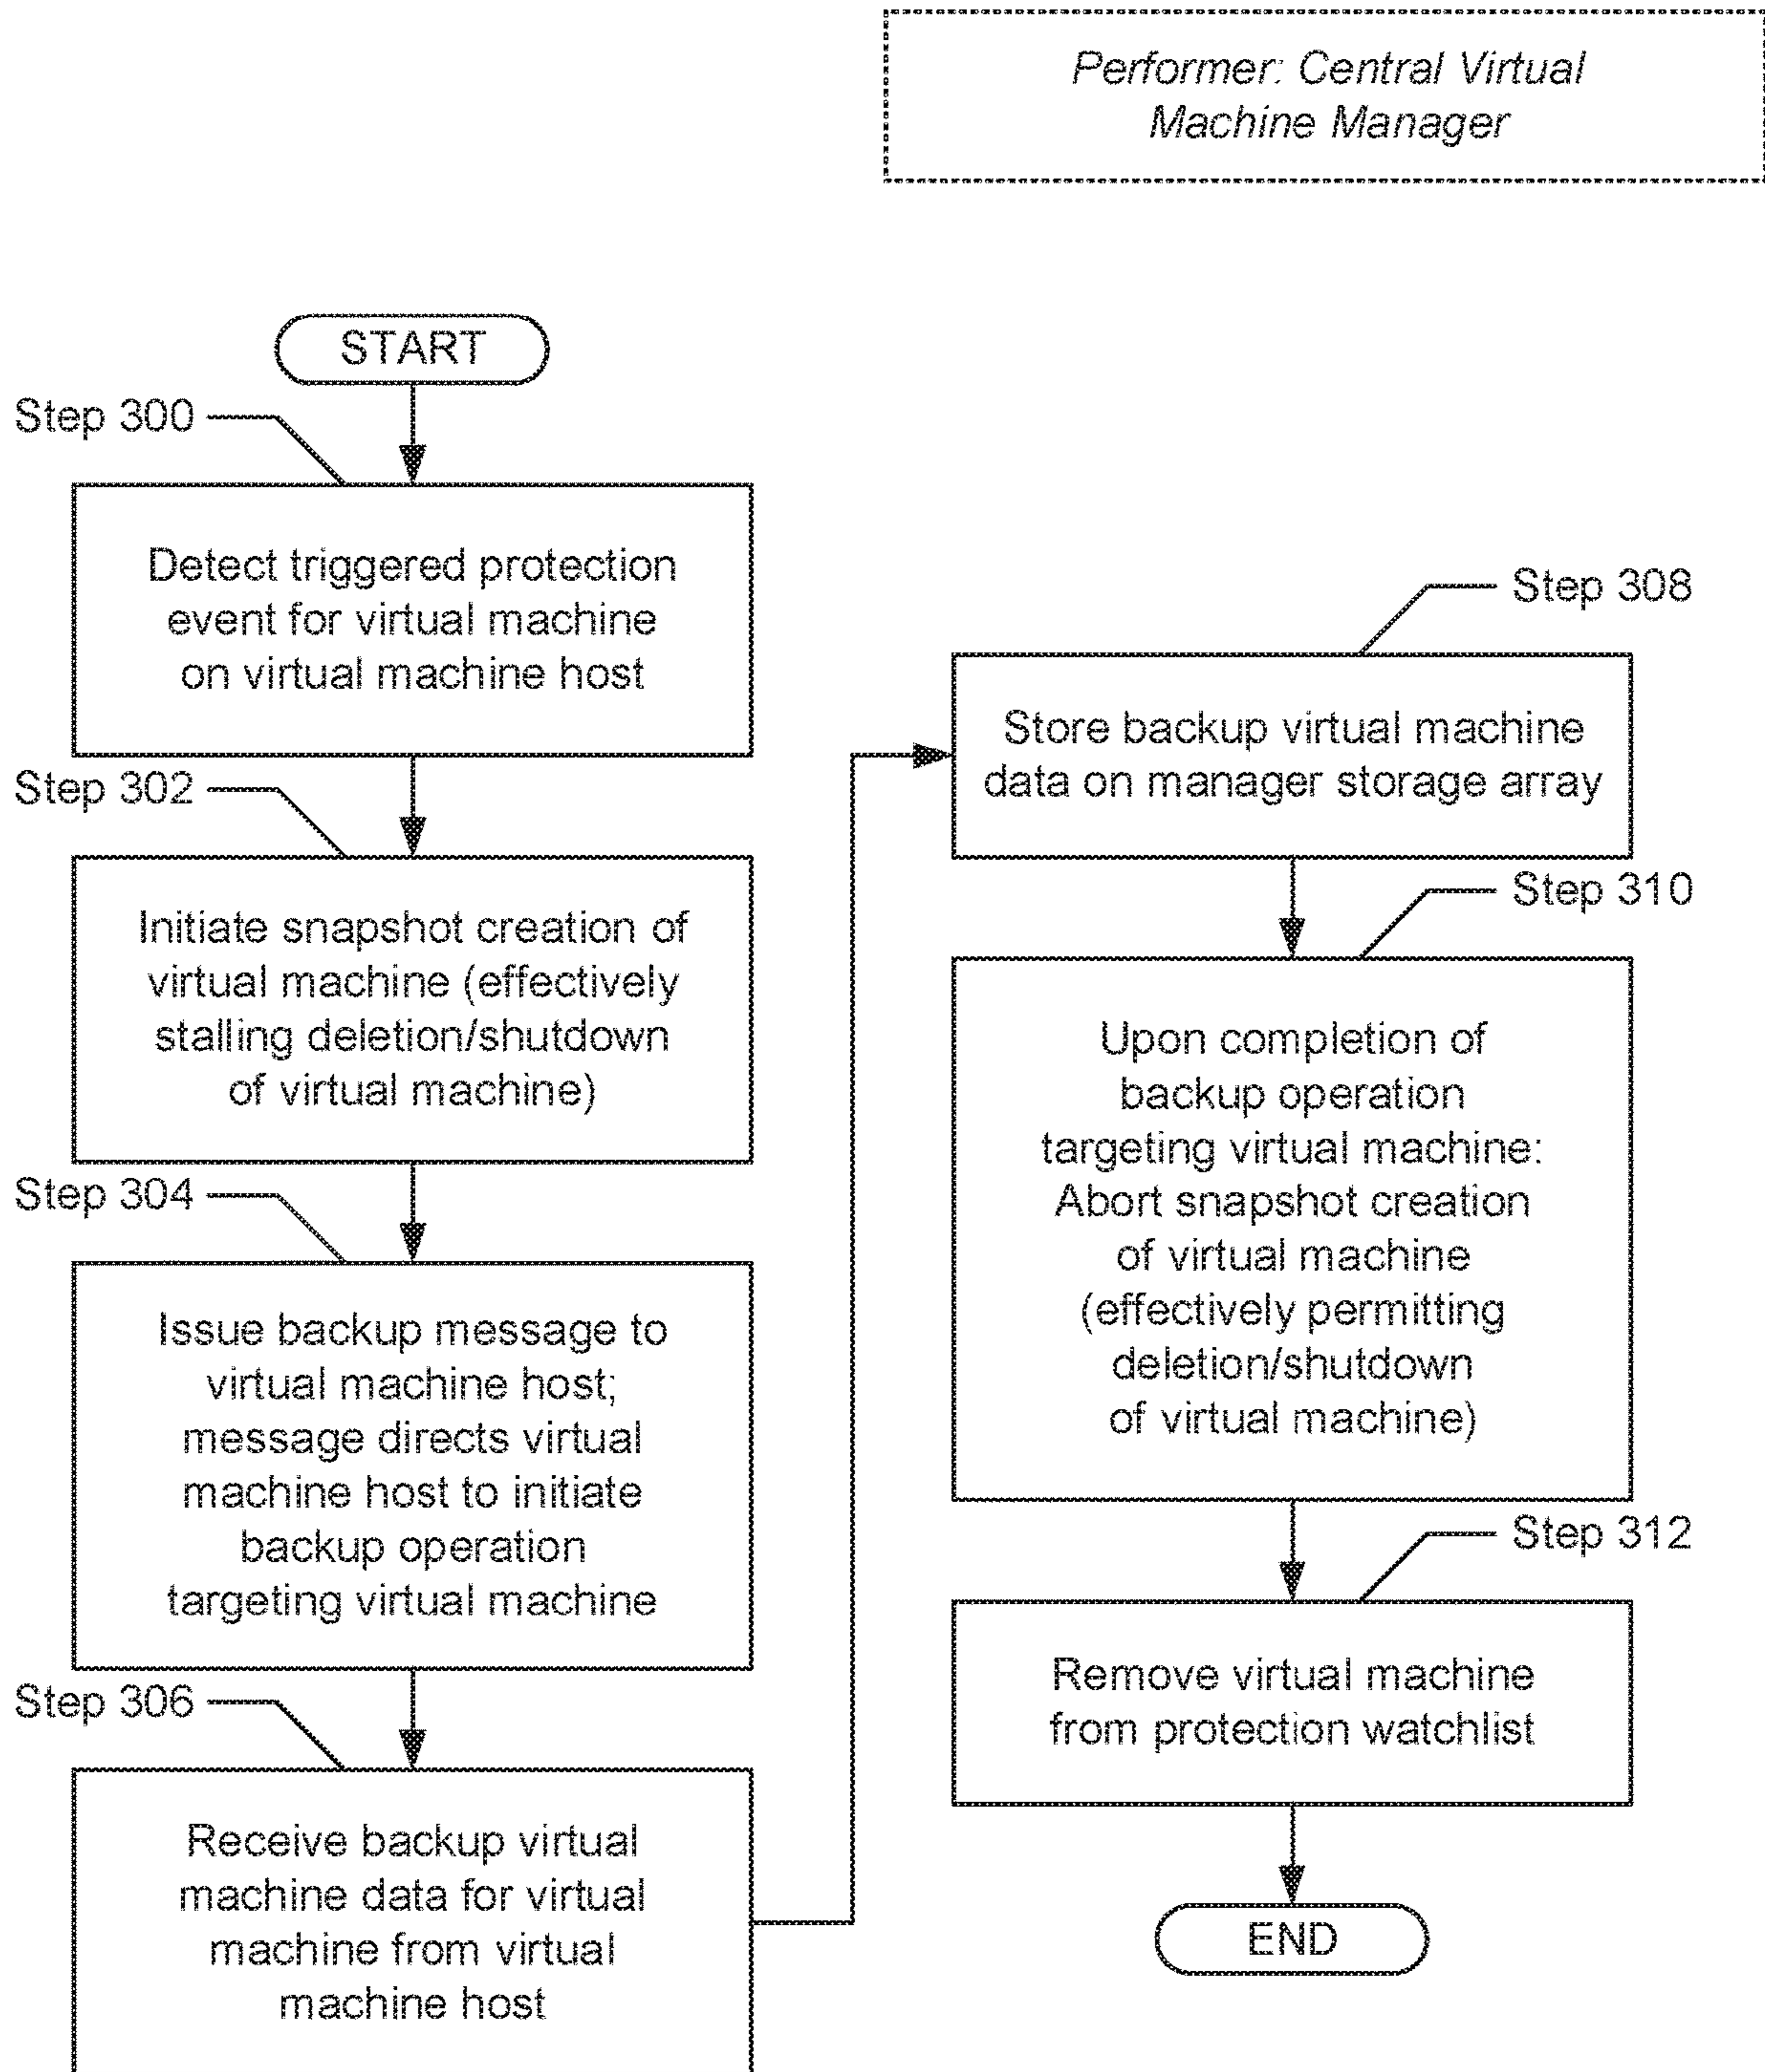 Performer: Central Virtual
Machine Manager
START
Step 300
Detect triggered protection
event for virtual machine
on virtual machine host
Step 302
Initiate snapshot creation of
virtual machine (effectively
stalling deletion/shutdown
of virtual machine)
Step 304
Issue backup message to
virtual machine host;
message directs virtual
machine host to initiate
backup operation
targeting virtual machine
Step 306
Receive backup virtual
machine data for virtual
machine from virtual
machine host
Step 308
Store backup virtual machine
data on manager storage array
Step 310
Upon completion of
backup operation
targeting virtual machine:
Abort snapshot creation
of virtual machine
(effectively permitting
deletion/shutdown
of virtual machine)
Step 312
Remove virtual machine
from protection watchlist
END